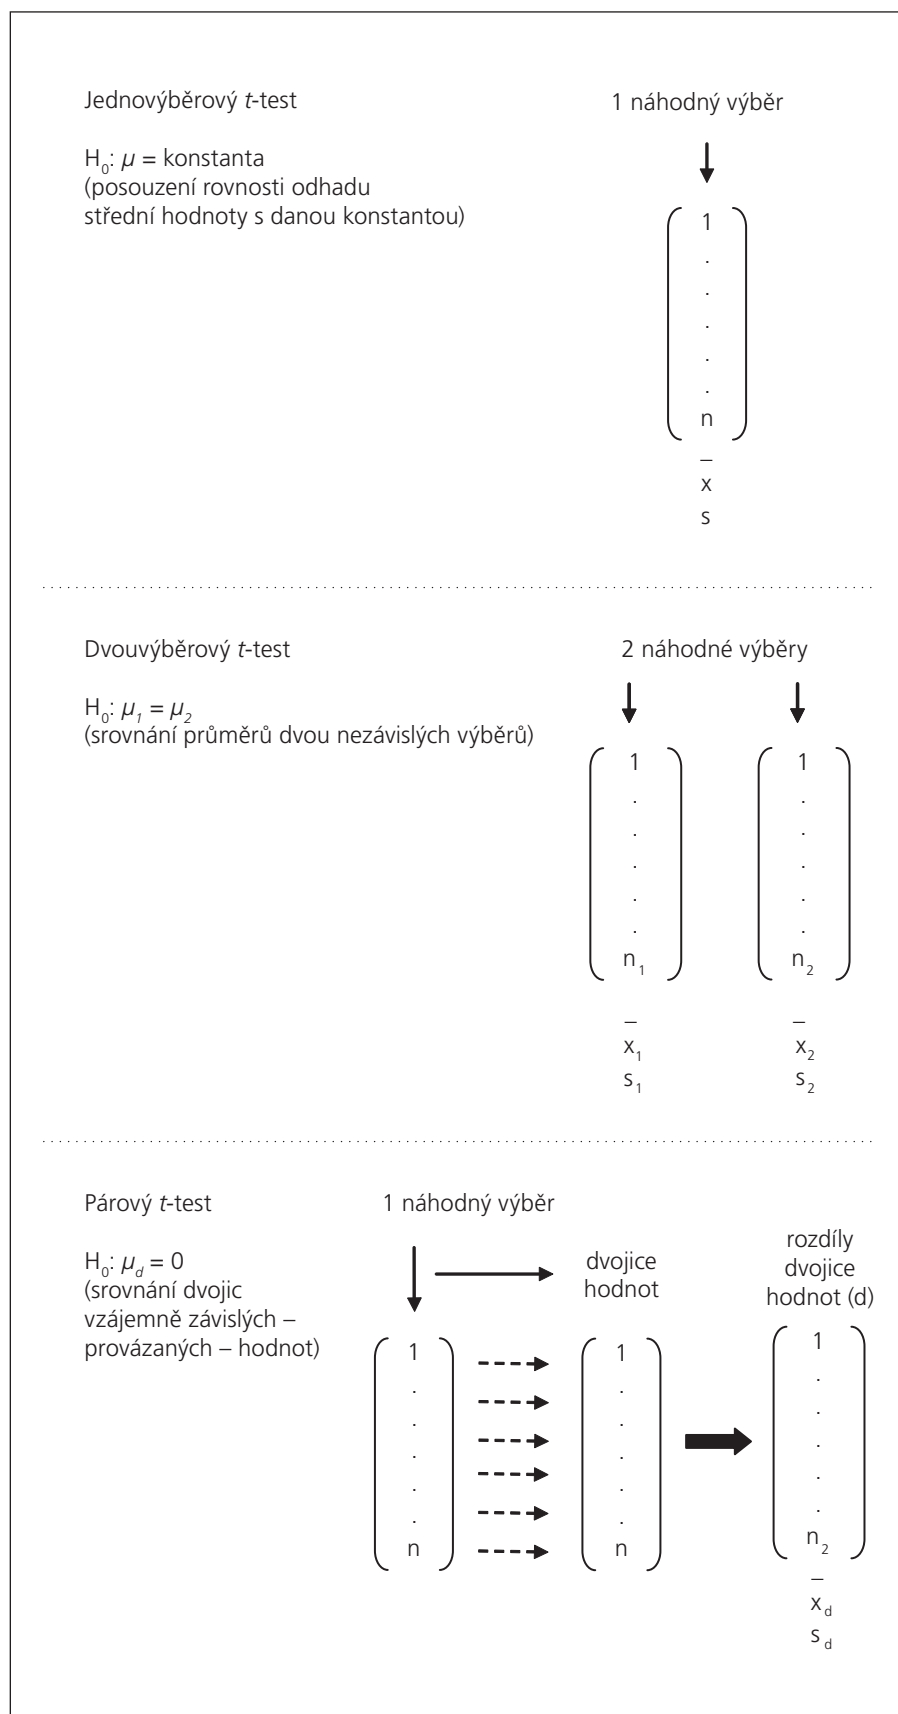 Jednovýběrový t-test
1 náhodný výběr
H0: μ = konstanta
(posouzení rovnosti odhadu
střední hodnoty s danou konstantou)
1
.
.
.
.
.
n
x̄
s
Dvouvýběrový t-test
2 náhodné výběry
H0: μ1 = μ2
(srovnání průměrů dvou nezávislých výběrů)
1
.
.
.
.
.
n1
x̄1
s1
1
.
.
.
.
.
n2
x̄2
s2
Párový t-test
1 náhodný výběr
H0: μd = 0
(srovnání dvojic
vzájemně závislých –
provázaných – hodnot)
dvojice
hodnot
rozdíly
dvojice
hodnot (d)
1
.
.
.
.
.
n
1
.
.
.
.
.
n
1
.
.
.
.
.
n2
x̄d
sd